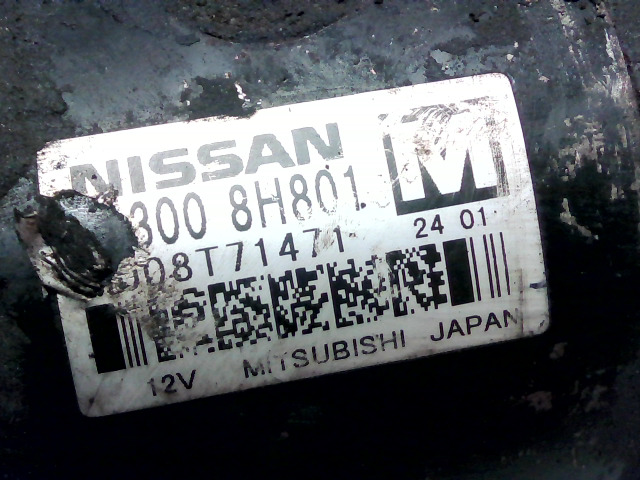 NISSAN M
300 8H801
008T71471 24 01
12V MITSUBISHI JAPAN